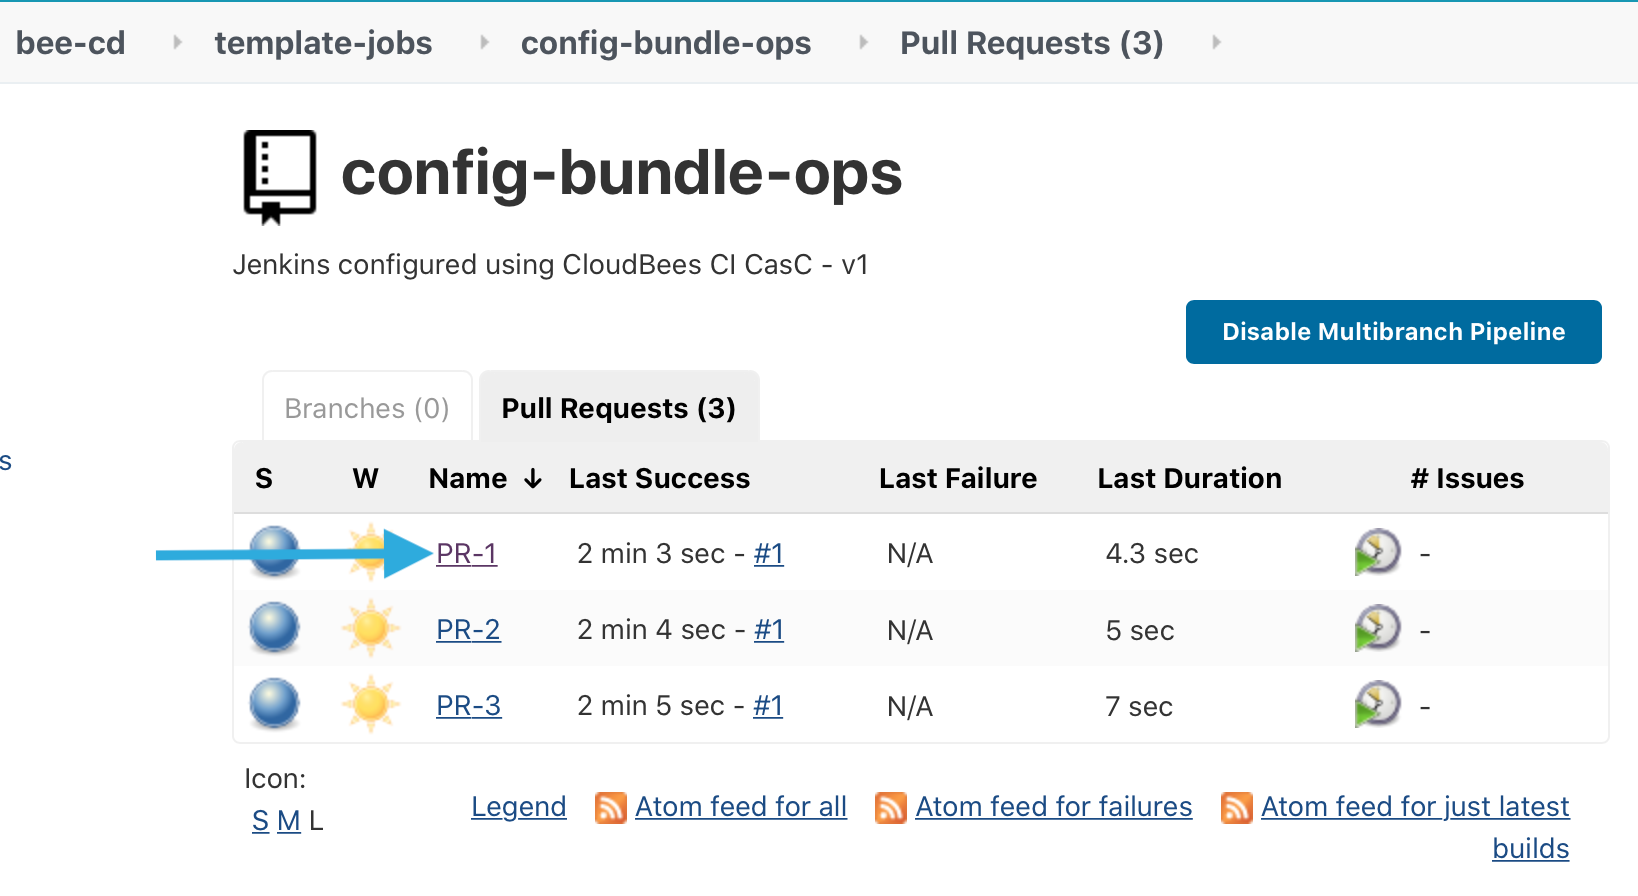 bee-cd template-jobs config-bundle-ops Pull Requests (3)
config-bundle-ops
Jenkins configured using CloudBees CI CasC - v1
Disable Multibranch Pipeline
Branches (0) Pull Requests (3)
s
S W Name ↓ Last Success Last Failure Last Duration # Issues
PR-1 2 min 3 sec - #1 N/A 4.3 sec -
PR-2 2 min 4 sec - #1 N/A 5 sec -
PR-3 2 min 5 sec - #1 N/A 7 sec -
Icon:
S M L
Legend Atom feed for all Atom feed for failures Atom feed for just latest
builds